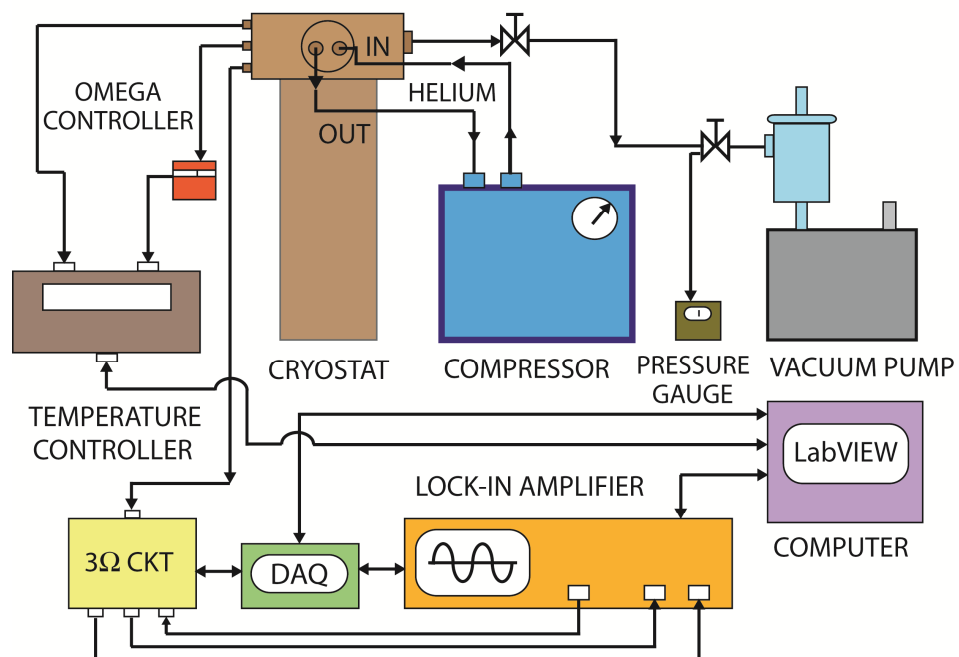 IN
OMEGA
CONTROLLER
HELIUM
OUT
CRYOSTAT
COMPRESSOR
PRESSURE
GAUGE
VACUUM PUMP
TEMPERATURE
CONTROLLER
LabVIEW
LOCK-IN AMPLIFIER
COMPUTER
3Ω CKT
DAQ